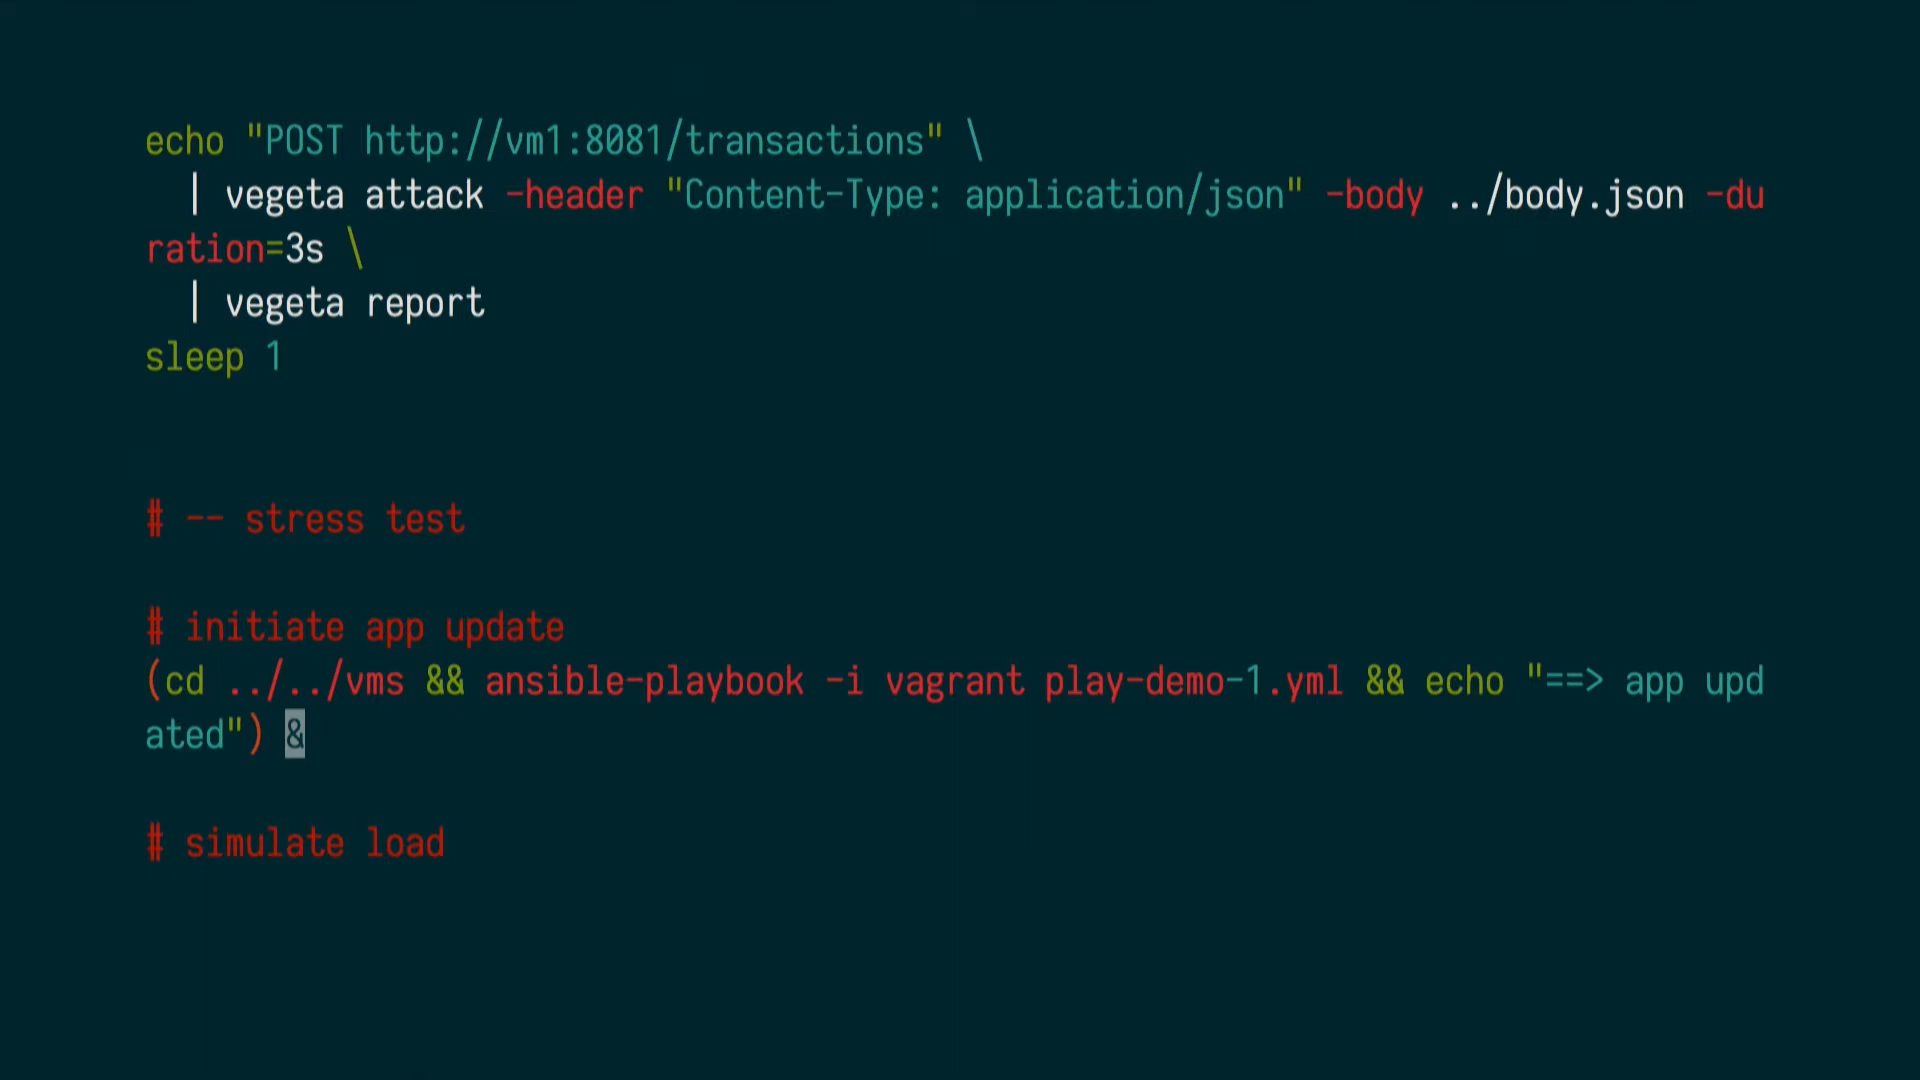 echo "POST http://vm1:8081/transactions" \
  | vegeta attack -header "Content-Type: application/json" -body ../body.json -du
ration=3s \
  | vegeta report
sleep 1
# -- stress test
# initiate app update
(cd ../../vms && ansible-playbook -i vagrant play-demo-1.yml && echo "==> app upd
ated") &
# simulate load